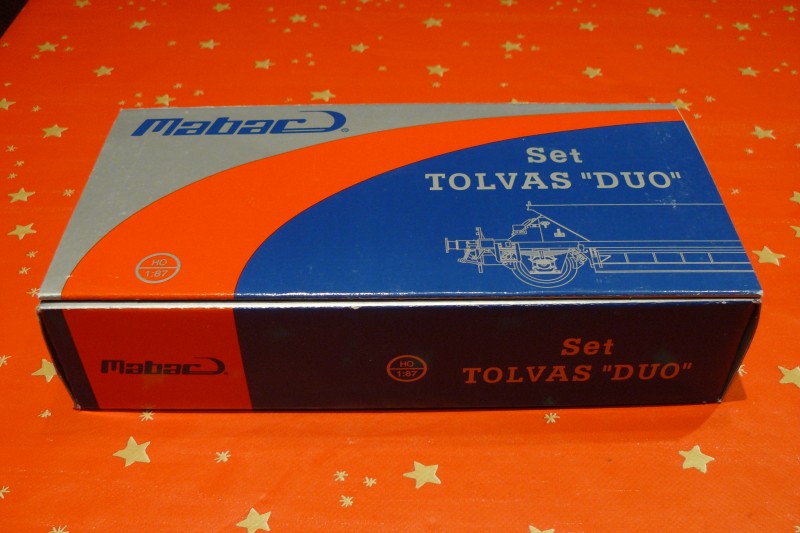 Mabar®
Set
TOLVAS "DUO"
HO
1:87
Mabar®
HO
1:87
Set
TOLVAS "DUO"